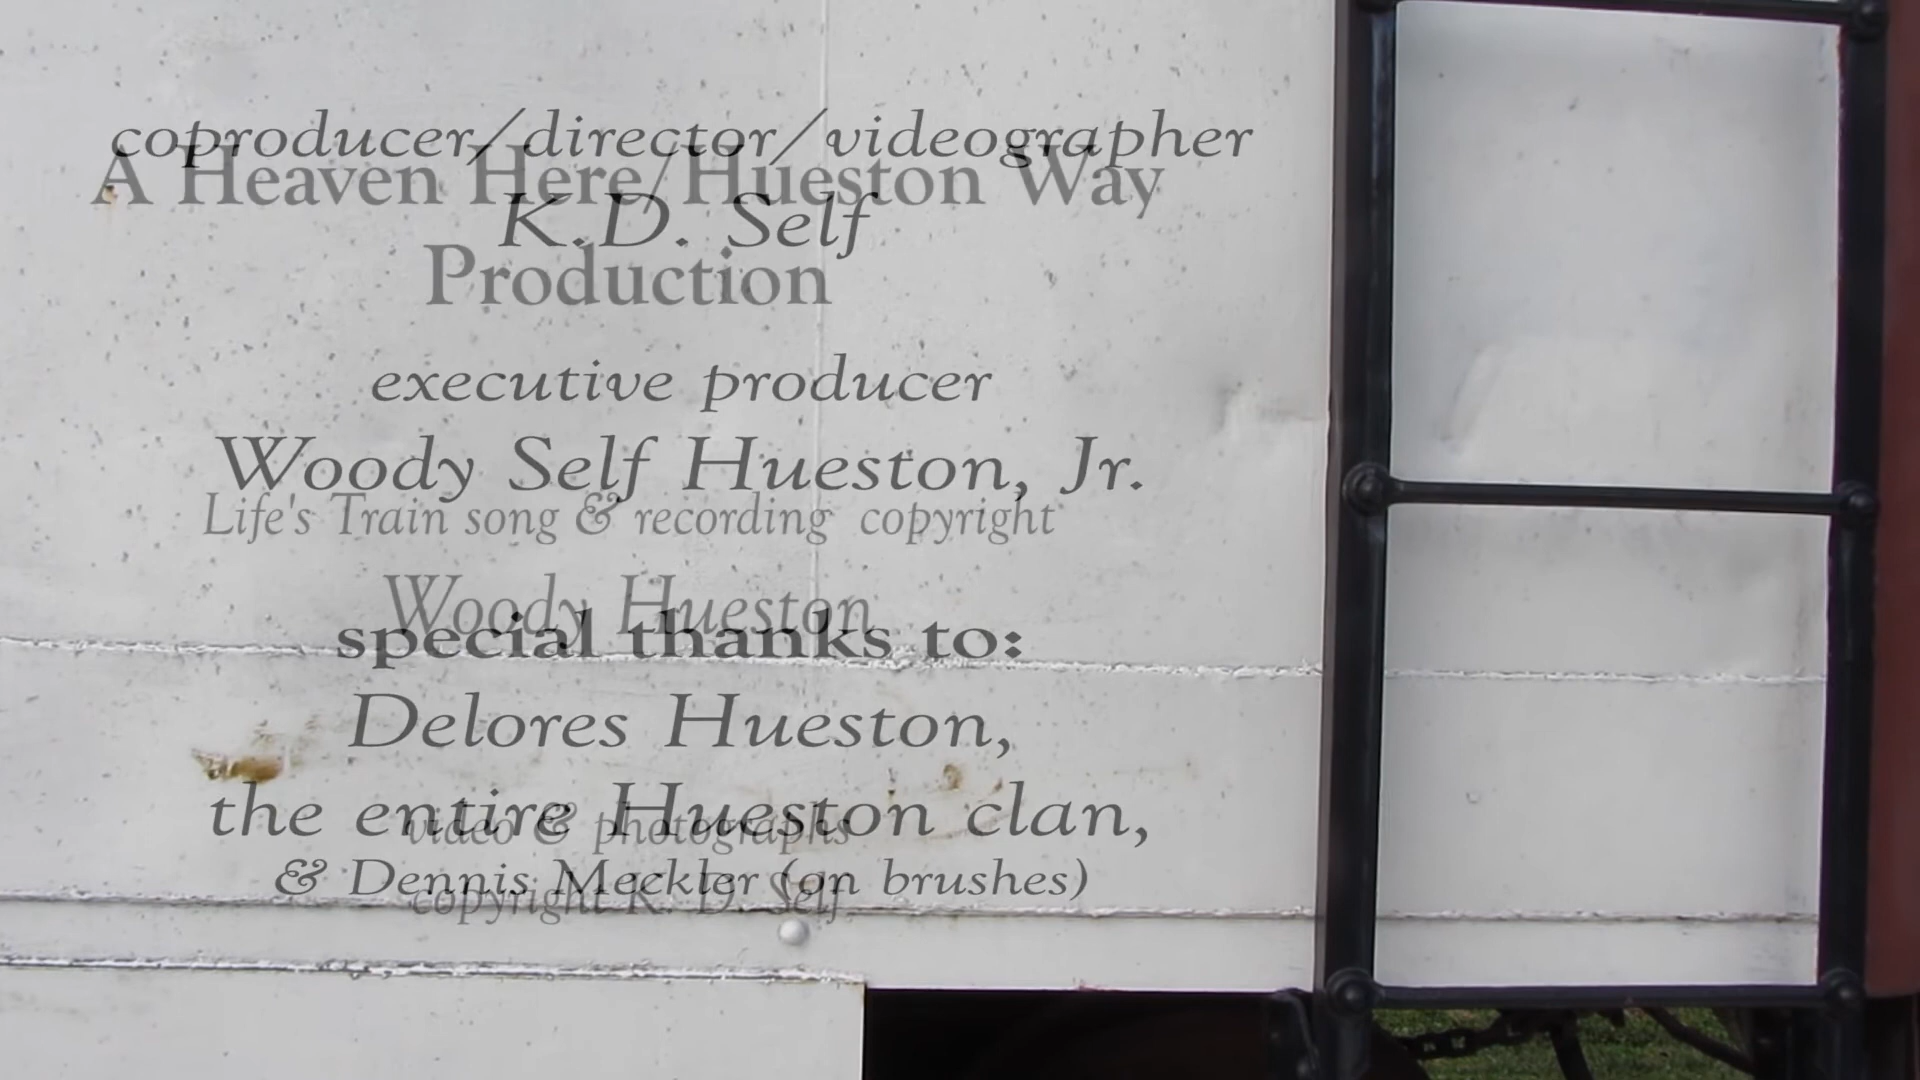 coproducer/director/videographer
A Heaven Here/Hueston Way
K.D. Self
Production
executive producer
Woody Self Hueston, Jr.
Life's Train song & recording copyright
Woody Hueston
special thanks to:
Delores Hueston,
the entire Hueston clan,
video & photographs
& Dennis Meckler (on brushes)
copyright K. D. Self